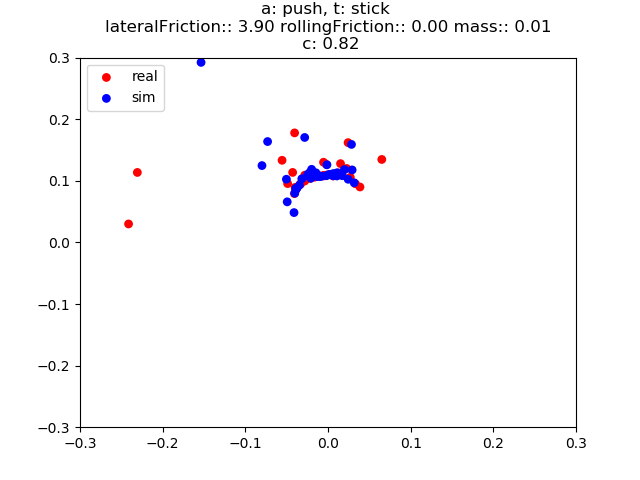 a: push, t: stick
lateralFriction:: 3.90 rollingFriction:: 0.00 mass:: 0.01
c: 0.82
real
sim
0.3
0.2
0.1
0.0
−0.1
−0.2
−0.3
−0.3 −0.2 −0.1 0.0 0.1 0.2 0.3